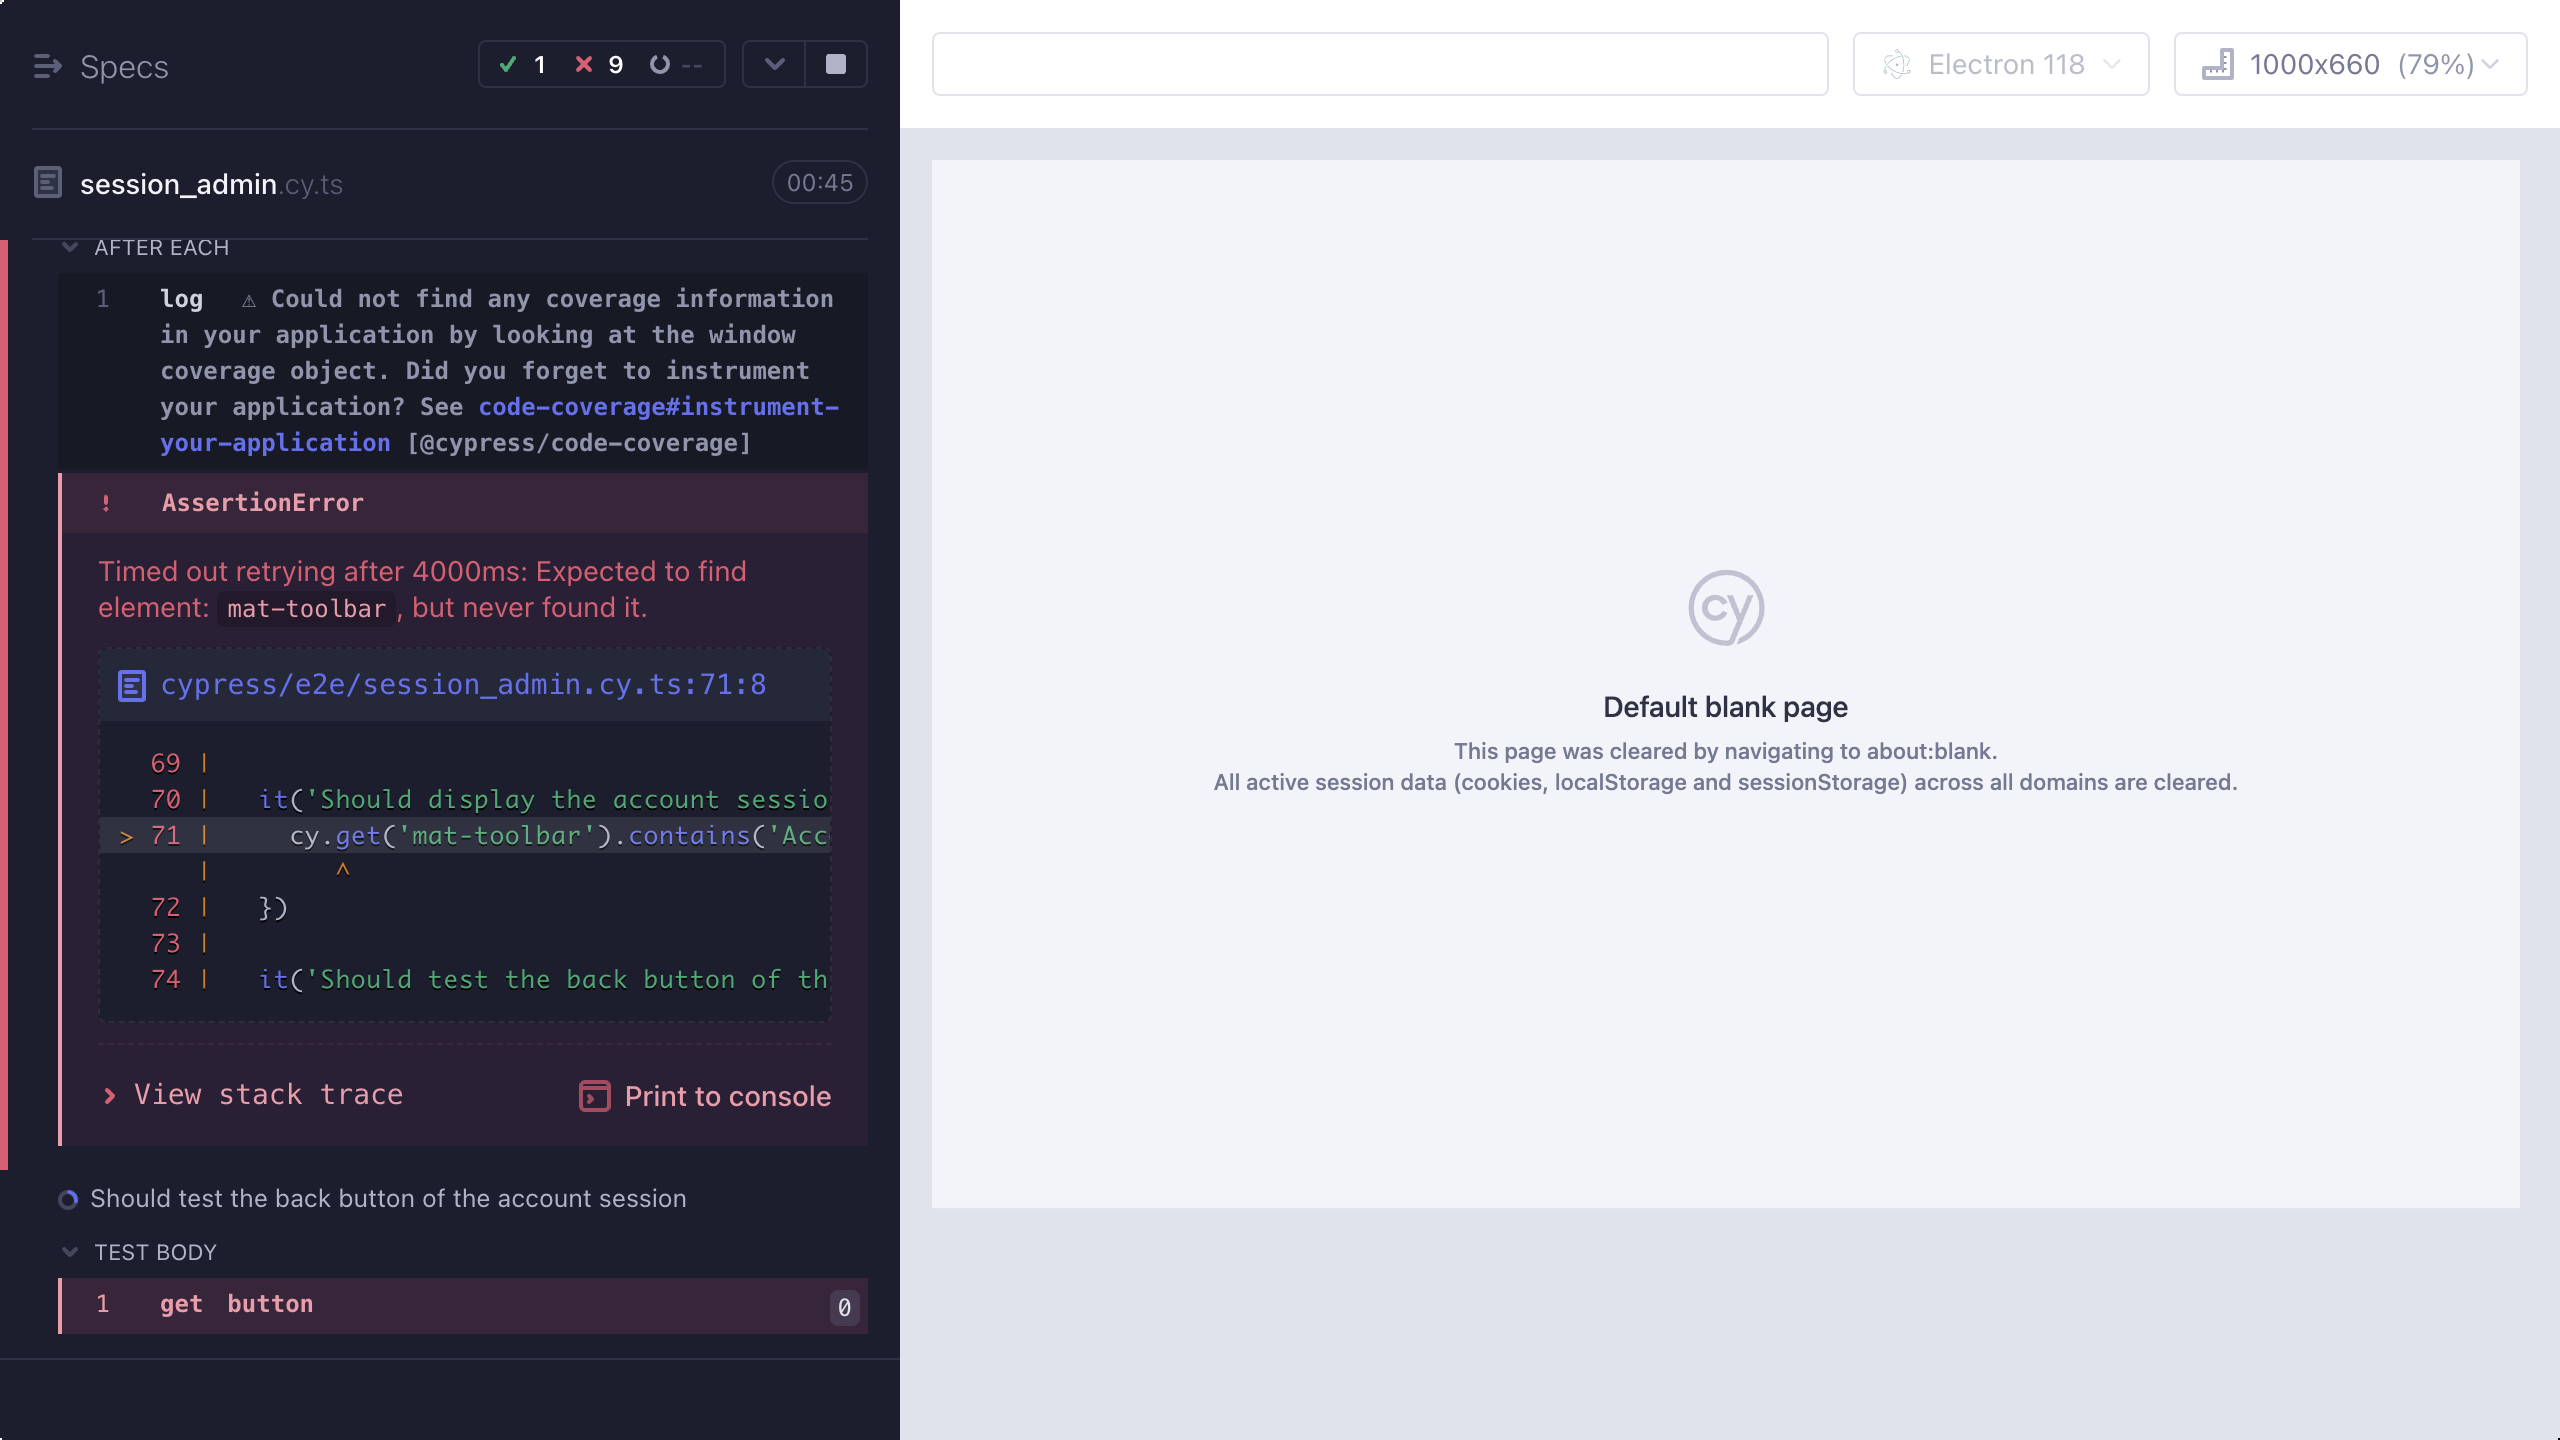 Specs
1 9 --
session_admin.cy.ts 00:45
AFTER EACH
1 log ⚠ Could not find any coverage information
in your application by looking at the window
coverage object. Did you forget to instrument
your application? See code-coverage#instrument-
your-application [@cypress/code-coverage]
! AssertionError
Timed out retrying after 4000ms: Expected to find
element: mat-toolbar, but never found it.
cypress/e2e/session_admin.cy.ts:71:8
69 |
70 | it('Should display the account sessio
> 71 | cy.get('mat-toolbar').contains('Acc
| ^
72 | })
73 |
74 | it('Should test the back button of th
View stack trace
Print to console
Should test the back button of the account session
TEST BODY
1 get button 0
Electron 118
1000x660 (79%)
cy
Default blank page
This page was cleared by navigating to about:blank.
All active session data (cookies, localStorage and sessionStorage) across all domains are cleared.